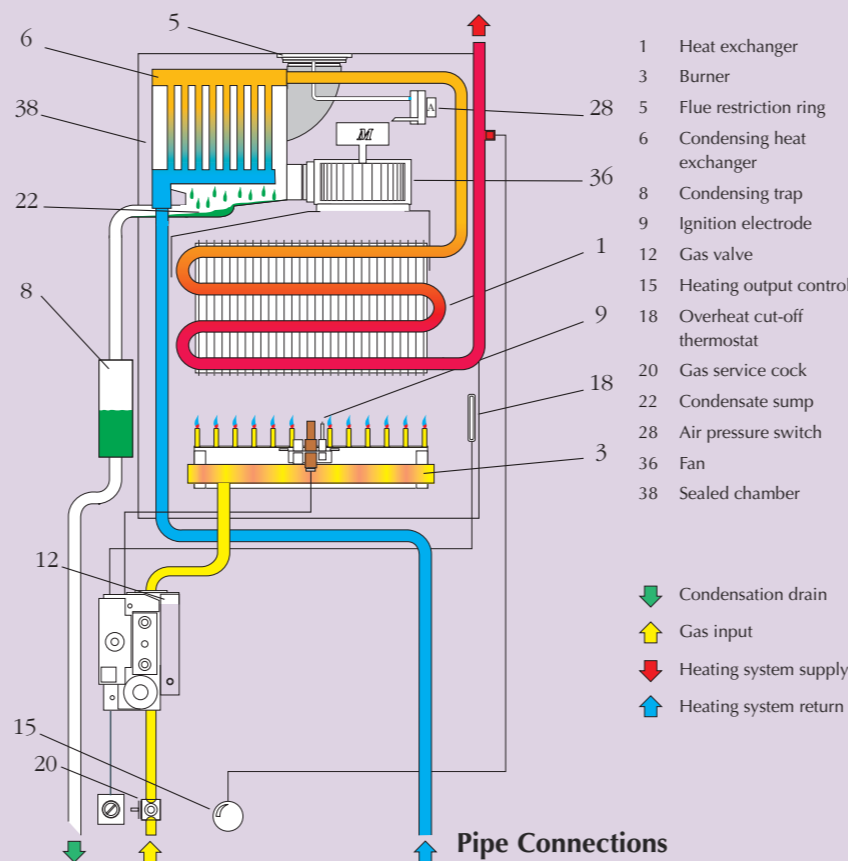 5
6
38
28
A
M
36
22
1
8
9
18
3
12
15
20
1 Heat exchanger
3 Burner
5 Flue restriction ring
6 Condensing heat
exchanger
8 Condensing trap
9 Ignition electrode
12 Gas valve
15 Heating output control
18 Overheat cut-off
thermostat
20 Gas service cock
22 Condensate sump
28 Air pressure switch
36 Fan
38 Sealed chamber
Condensation drain
Gas input
Heating system supply
Heating system return
Pipe Connections